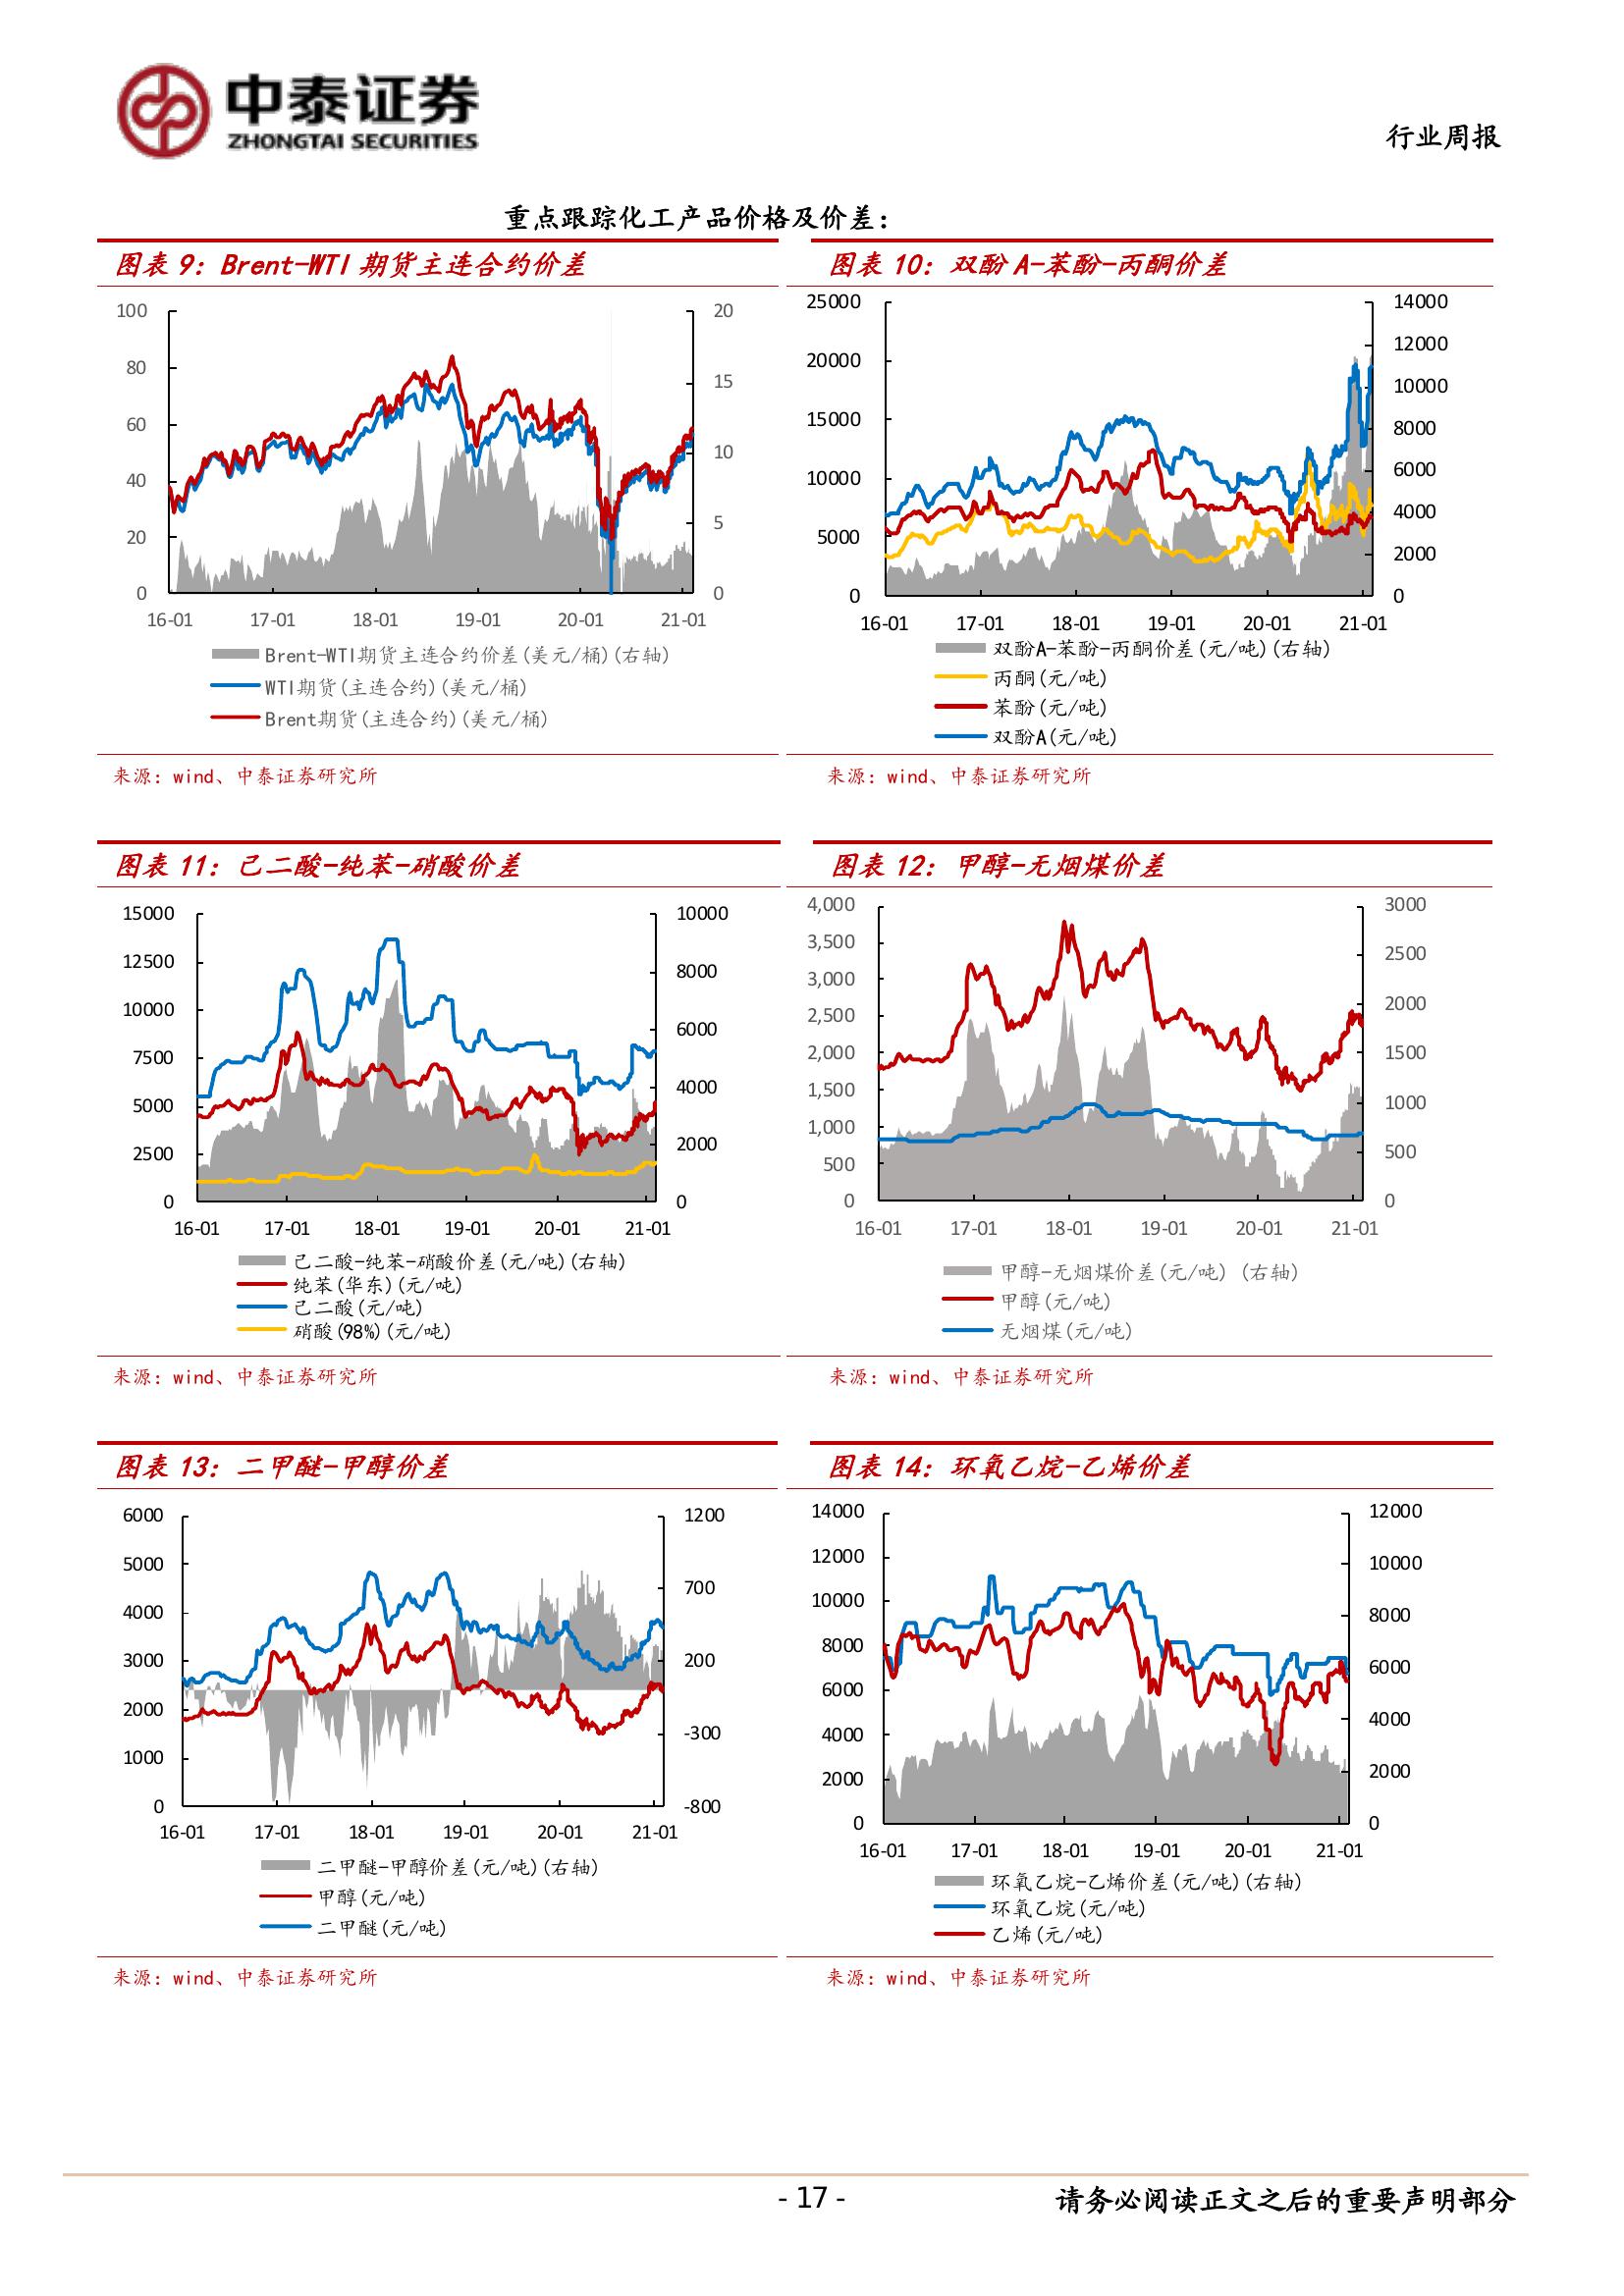 中泰证券
ZHONGTAI SECURITIES
行业周报
重点跟踪化工产品价格及价差：
图表 9：Brent-WTI 期货主连合约价差
100
80
60
40
20
0
20
15
10
5
0
16-01 17-01 18-01 19-01 20-01 21-01
Brent-WTI期货主连合约价差(美元/桶)(右轴)
WTI期货(主连合约)(美元/桶)
Brent期货(主连合约)(美元/桶)
来源：wind、中泰证券研究所
图表 10：双酚 A-苯酚-丙酮价差
25000
20000
15000
10000
5000
0
14000
12000
10000
8000
6000
4000
2000
0
16-01 17-01 18-01 19-01 20-01 21-01
双酚A-苯酚-丙酮价差(元/吨)(右轴)
丙酮(元/吨)
苯酚(元/吨)
双酚A(元/吨)
来源：wind、中泰证券研究所
图表 11：己二酸-纯苯-硝酸价差
15000
12500
10000
7500
5000
2500
0
10000
8000
6000
4000
2000
0
16-01 17-01 18-01 19-01 20-01 21-01
己二酸-纯苯-硝酸价差(元/吨)(右轴)
纯苯(华东)(元/吨)
己二酸(元/吨)
硝酸(98%)(元/吨)
来源：wind、中泰证券研究所
图表 12：甲醇-无烟煤价差
4,000
3,500
3,000
2,500
2,000
1,500
1,000
500
0
3000
2500
2000
1500
1000
500
0
16-01 17-01 18-01 19-01 20-01 21-01
甲醇-无烟煤价差(元/吨) (右轴)
甲醇(元/吨)
无烟煤(元/吨)
来源：wind、中泰证券研究所
图表 13：二甲醚-甲醇价差
6000
5000
4000
3000
2000
1000
0
1200
700
200
-300
-800
16-01 17-01 18-01 19-01 20-01 21-01
二甲醚-甲醇价差(元/吨)(右轴)
甲醇(元/吨)
二甲醚(元/吨)
来源：wind、中泰证券研究所
图表 14：环氧乙烷-乙烯价差
14000
12000
10000
8000
6000
4000
2000
0
12000
10000
8000
6000
4000
2000
0
16-01 17-01 18-01 19-01 20-01 21-01
环氧乙烷-乙烯价差(元/吨)(右轴)
环氧乙烷(元/吨)
乙烯(元/吨)
来源：wind、中泰证券研究所
- 17 -
请务必阅读正文之后的重要声明部分